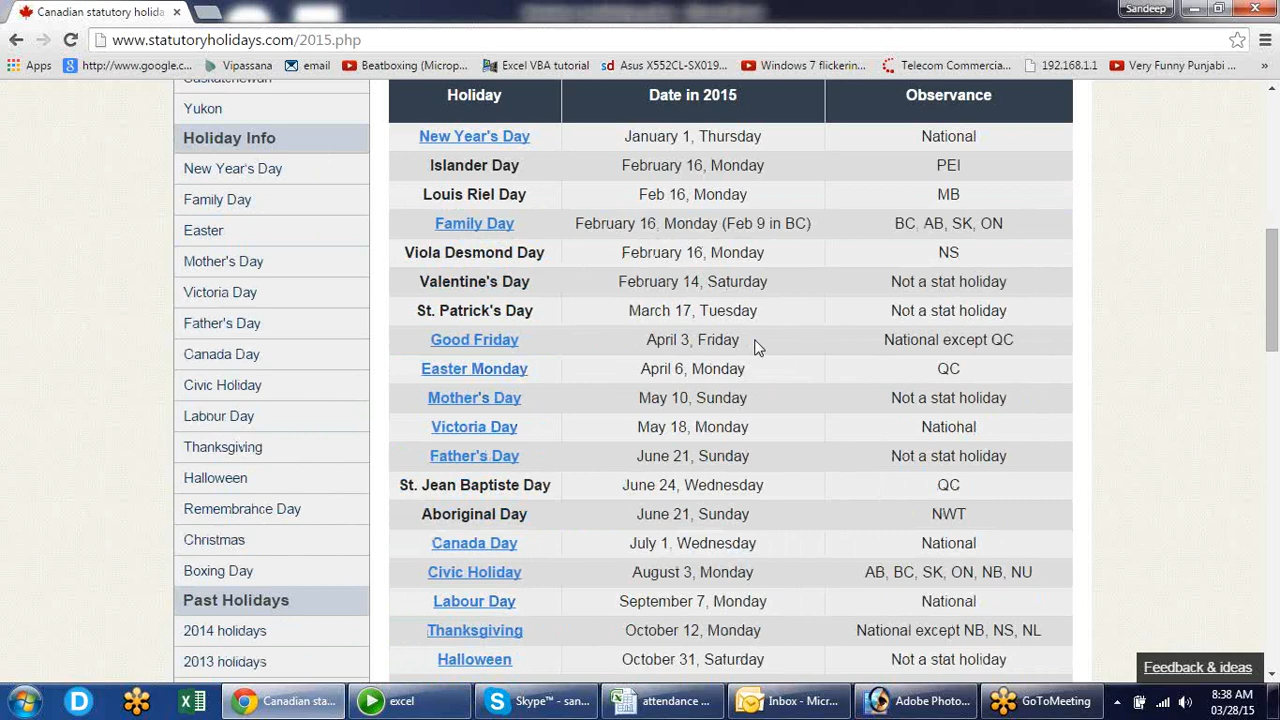 Canadian statutory holida
Sandeep
www.statutoryholidays.com/2015.php
Apps
http://www.google.c...
Vipassana
email
Beatboxing (Microp...
Excel VBA tutorial
Asus X552CL-SX019...
Windows 7 flickerin...
Telecom Commercia...
192.168.1.1
Very Funny Punjabi
Saskatchewan
Yukon
Holiday Info
New Year's Day
Family Day
Easter
Mother's Day
Victoria Day
Father's Day
Canada Day
Civic Holiday
Labour Day
Thanksgiving
Halloween
Remembrance Day
Christmas
Boxing Day
Past Holidays
2014 holidays
2013 holidays
Holiday Date in 2015 Observance
New Year's Day January 1, Thursday National
Islander Day February 16, Monday PEI
Louis Riel Day Feb 16, Monday MB
Family Day February 16, Monday (Feb 9 in BC) BC, AB, SK, ON
Viola Desmond Day February 16, Monday NS
Valentine's Day February 14, Saturday Not a stat holiday
St. Patrick's Day March 17, Tuesday Not a stat holiday
Good Friday April 3, Friday National except QC
Easter Monday April 6, Monday QC
Mother's Day May 10, Sunday Not a stat holiday
Victoria Day May 18, Monday National
Father's Day June 21, Sunday Not a stat holiday
St. Jean Baptiste Day June 24, Wednesday QC
Aboriginal Day June 21, Sunday NWT
Canada Day July 1, Wednesday National
Civic Holiday August 3, Monday AB, BC, SK, ON, NB, NU
Labour Day September 7, Monday National
Thanksgiving October 12, Monday National except NB, NS, NL
Halloween October 31, Saturday Not a stat holiday
Feedback & ideas
Canadian sta...
excel
Skype™ - san...
attendance ...
Inbox - Micr...
Adobe Photo...
GoToMeeting
8:38 AM
03/28/15